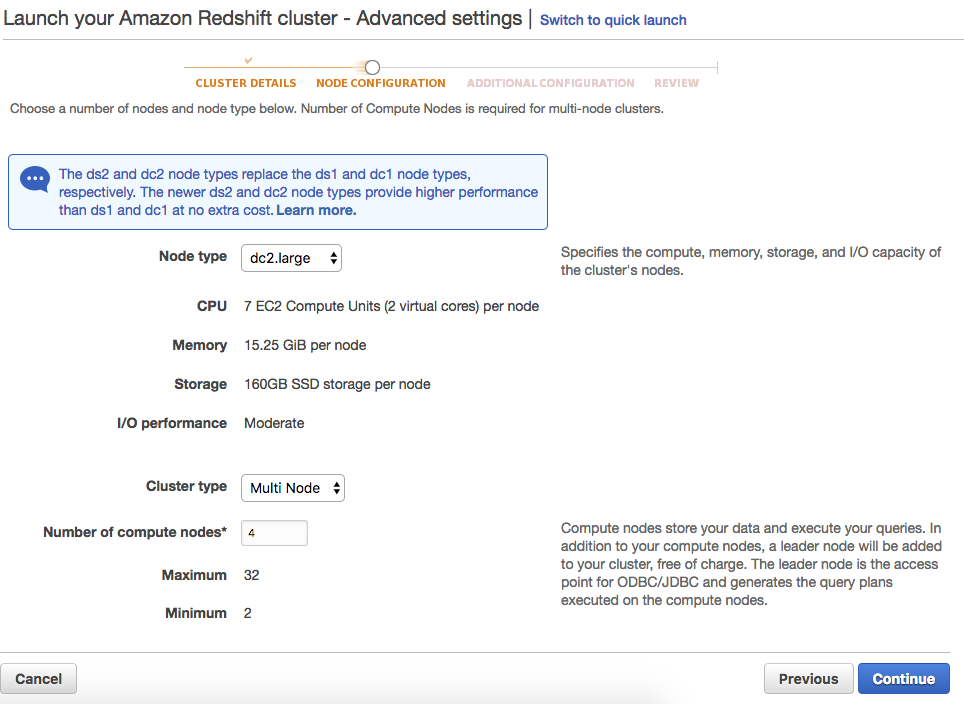 Launch your Amazon Redshift cluster - Advanced settings | Switch to quick launch
CLUSTER DETAILS NODE CONFIGURATION ADDITIONAL CONFIGURATION REVIEW
Choose a number of nodes and node type below. Number of Compute Nodes is required for multi-node clusters.
The ds2 and dc2 node types replace the ds1 and dc1 node types,
respectively. The newer ds2 and dc2 node types provide higher performance
than ds1 and dc1 at no extra cost. Learn more.
Node type dc2.large
Specifies the compute, memory, storage, and I/O capacity of
the cluster's nodes.
CPU 7 EC2 Compute Units (2 virtual cores) per node
Memory 15.25 GiB per node
Storage 160GB SSD storage per node
I/O performance Moderate
Cluster type Multi Node
Number of compute nodes* 4
Compute nodes store your data and execute your queries. In
addition to your compute nodes, a leader node will be added
to your cluster, free of charge. The leader node is the access
point for ODBC/JDBC and generates the query plans
executed on the compute nodes.
Maximum 32
Minimum 2
Cancel Previous Continue